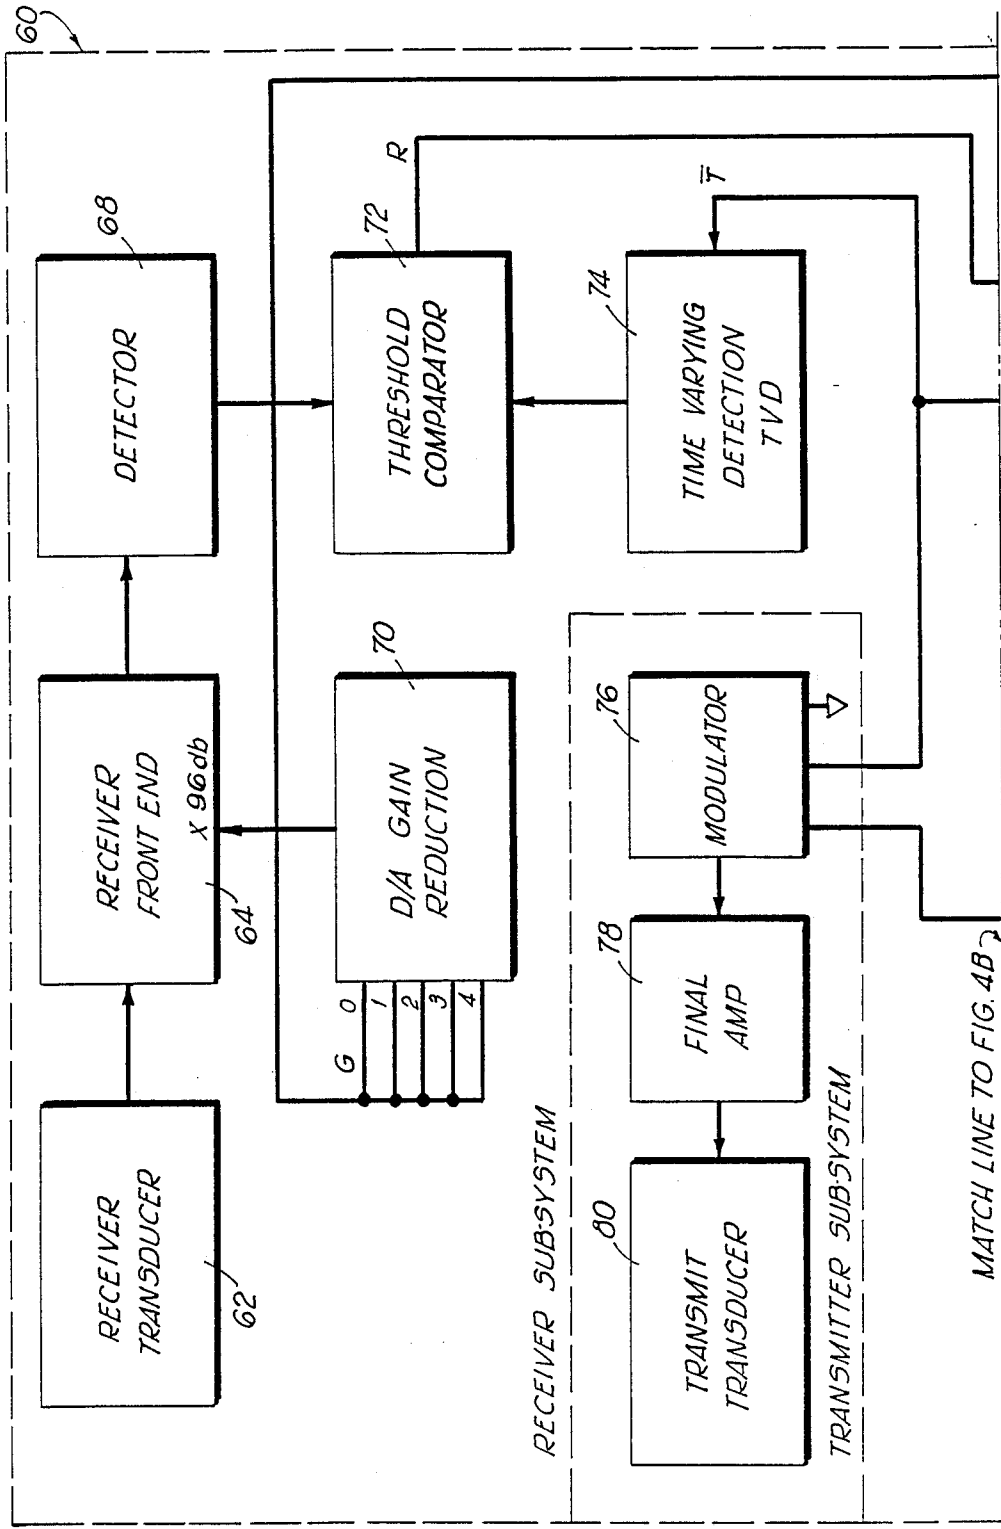 60
RECEIVER
TRANSDUCER
62
RECEIVER
FRONT END
X 96db
64
DETECTOR
68
G
0
1
2
3
4
D/A GAIN
REDUCTION
70
THRESHOLD
COMPARATOR
72
R
RECEIVER SUB-SYSTEM
TRANSMIT
TRANSDUCER
80
FINAL
AMP
78
MODULATOR
76
TIME VARYING
DETECTION
TVD
74
T̅
TRANSMITTER SUB-SYSTEM
MATCH LINE TO FIG. 4B